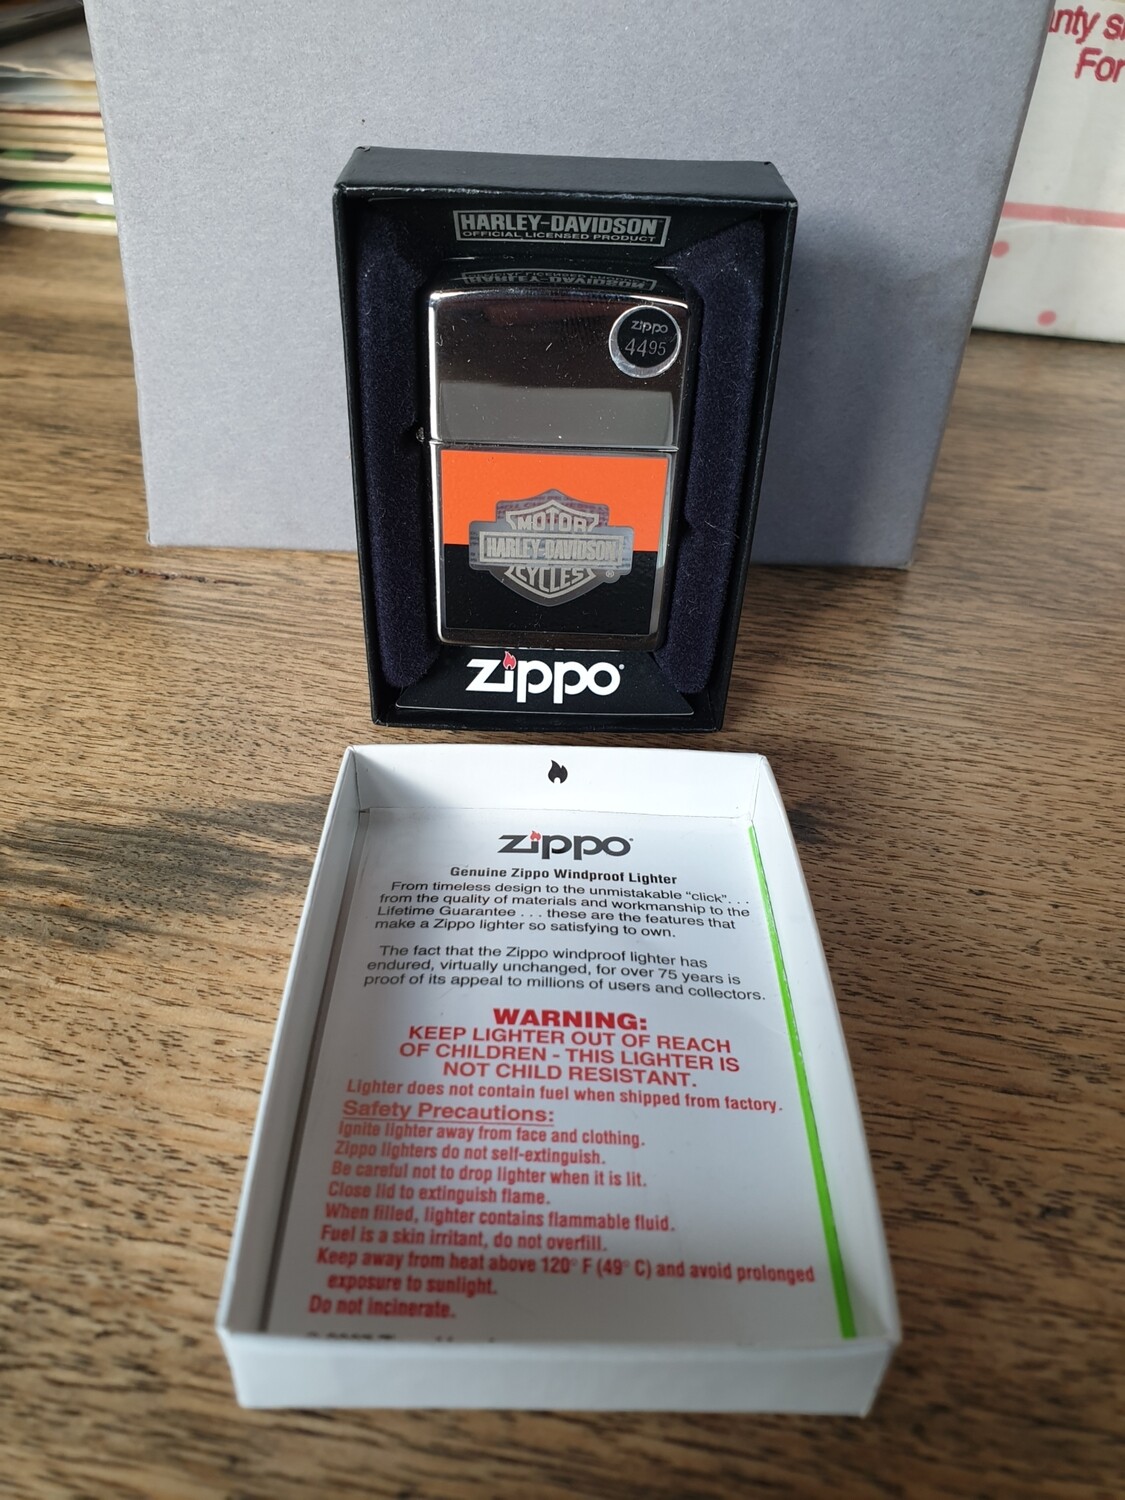 nty s
For
HARLEY-DAVIDSON
OFFICIAL LICENSED PRODUCT
zippo
4495
MOTOR
HARLEY-DAVIDSON
CYCLES®
zippo
zippo
Genuine Zippo Windproof Lighter
From timeless design to the unmistakable "click". . .
from the quality of materials and workmanship to the
Lifetime Guarantee . . . these are the features that
make a Zippo lighter so satisfying to own.
The fact that the Zippo windproof lighter has
endured, virtually unchanged, for over 75 years is
proof of its appeal to millions of users and collectors.
WARNING:
KEEP LIGHTER OUT OF REACH
OF CHILDREN - THIS LIGHTER IS
NOT CHILD RESISTANT.
Lighter does not contain fuel when shipped from factory.
Safety Precautions:
Ignite lighter away from face and clothing.
Zippo lighters do not self-extinguish.
Be careful not to drop lighter when it is lit.
Close lid to extinguish flame.
When filled, lighter contains flammable fluid.
Fuel is a skin irritant, do not overfill.
Keep away from heat above 120° F (49° C) and avoid prolonged
exposure to sunlight.
Do not incinerate.